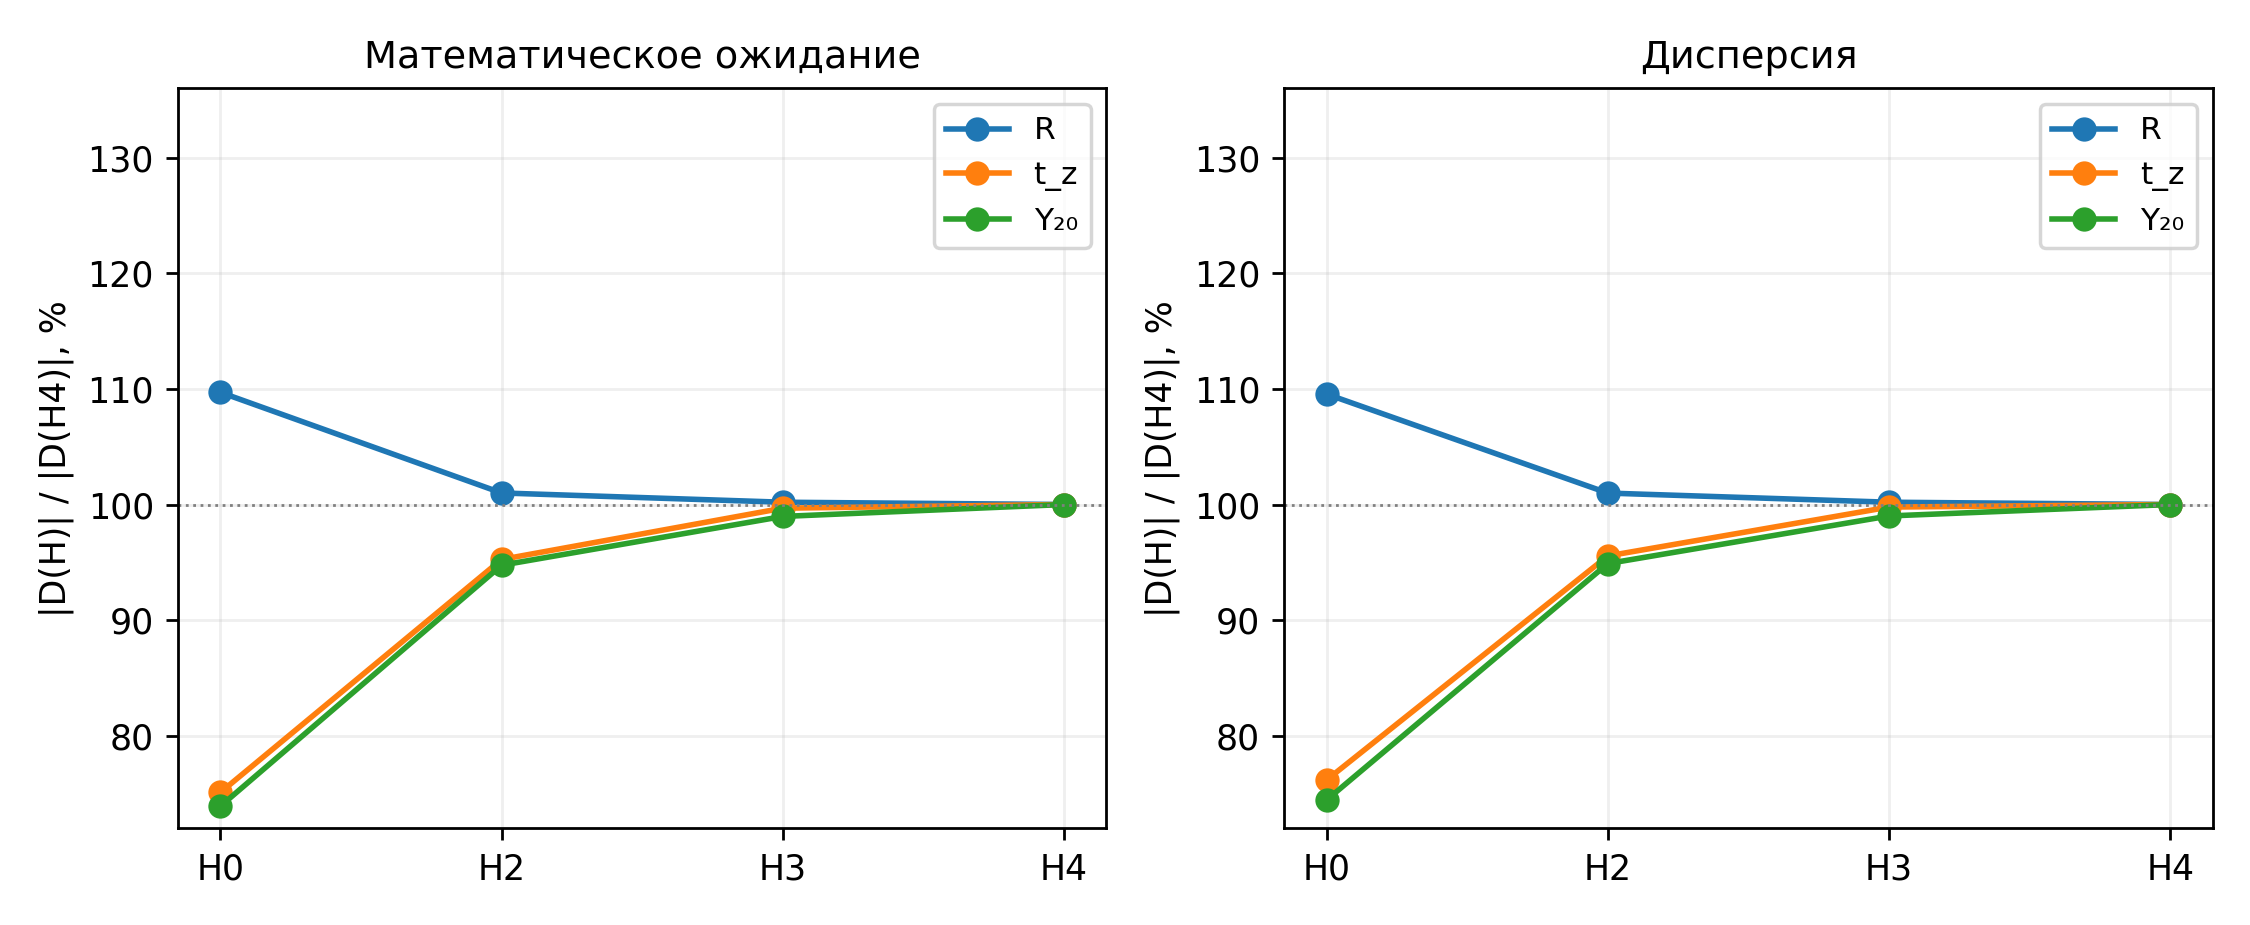 Математическое ожидание
|D(H)| / |D(H4)|, %
130
120
110
100
90
80
H0
H2
H3
H4
R
t_z
Y₂₀
Дисперсия
|D(H)| / |D(H4)|, %
130
120
110
100
90
80
H0
H2
H3
H4
R
t_z
Y₂₀